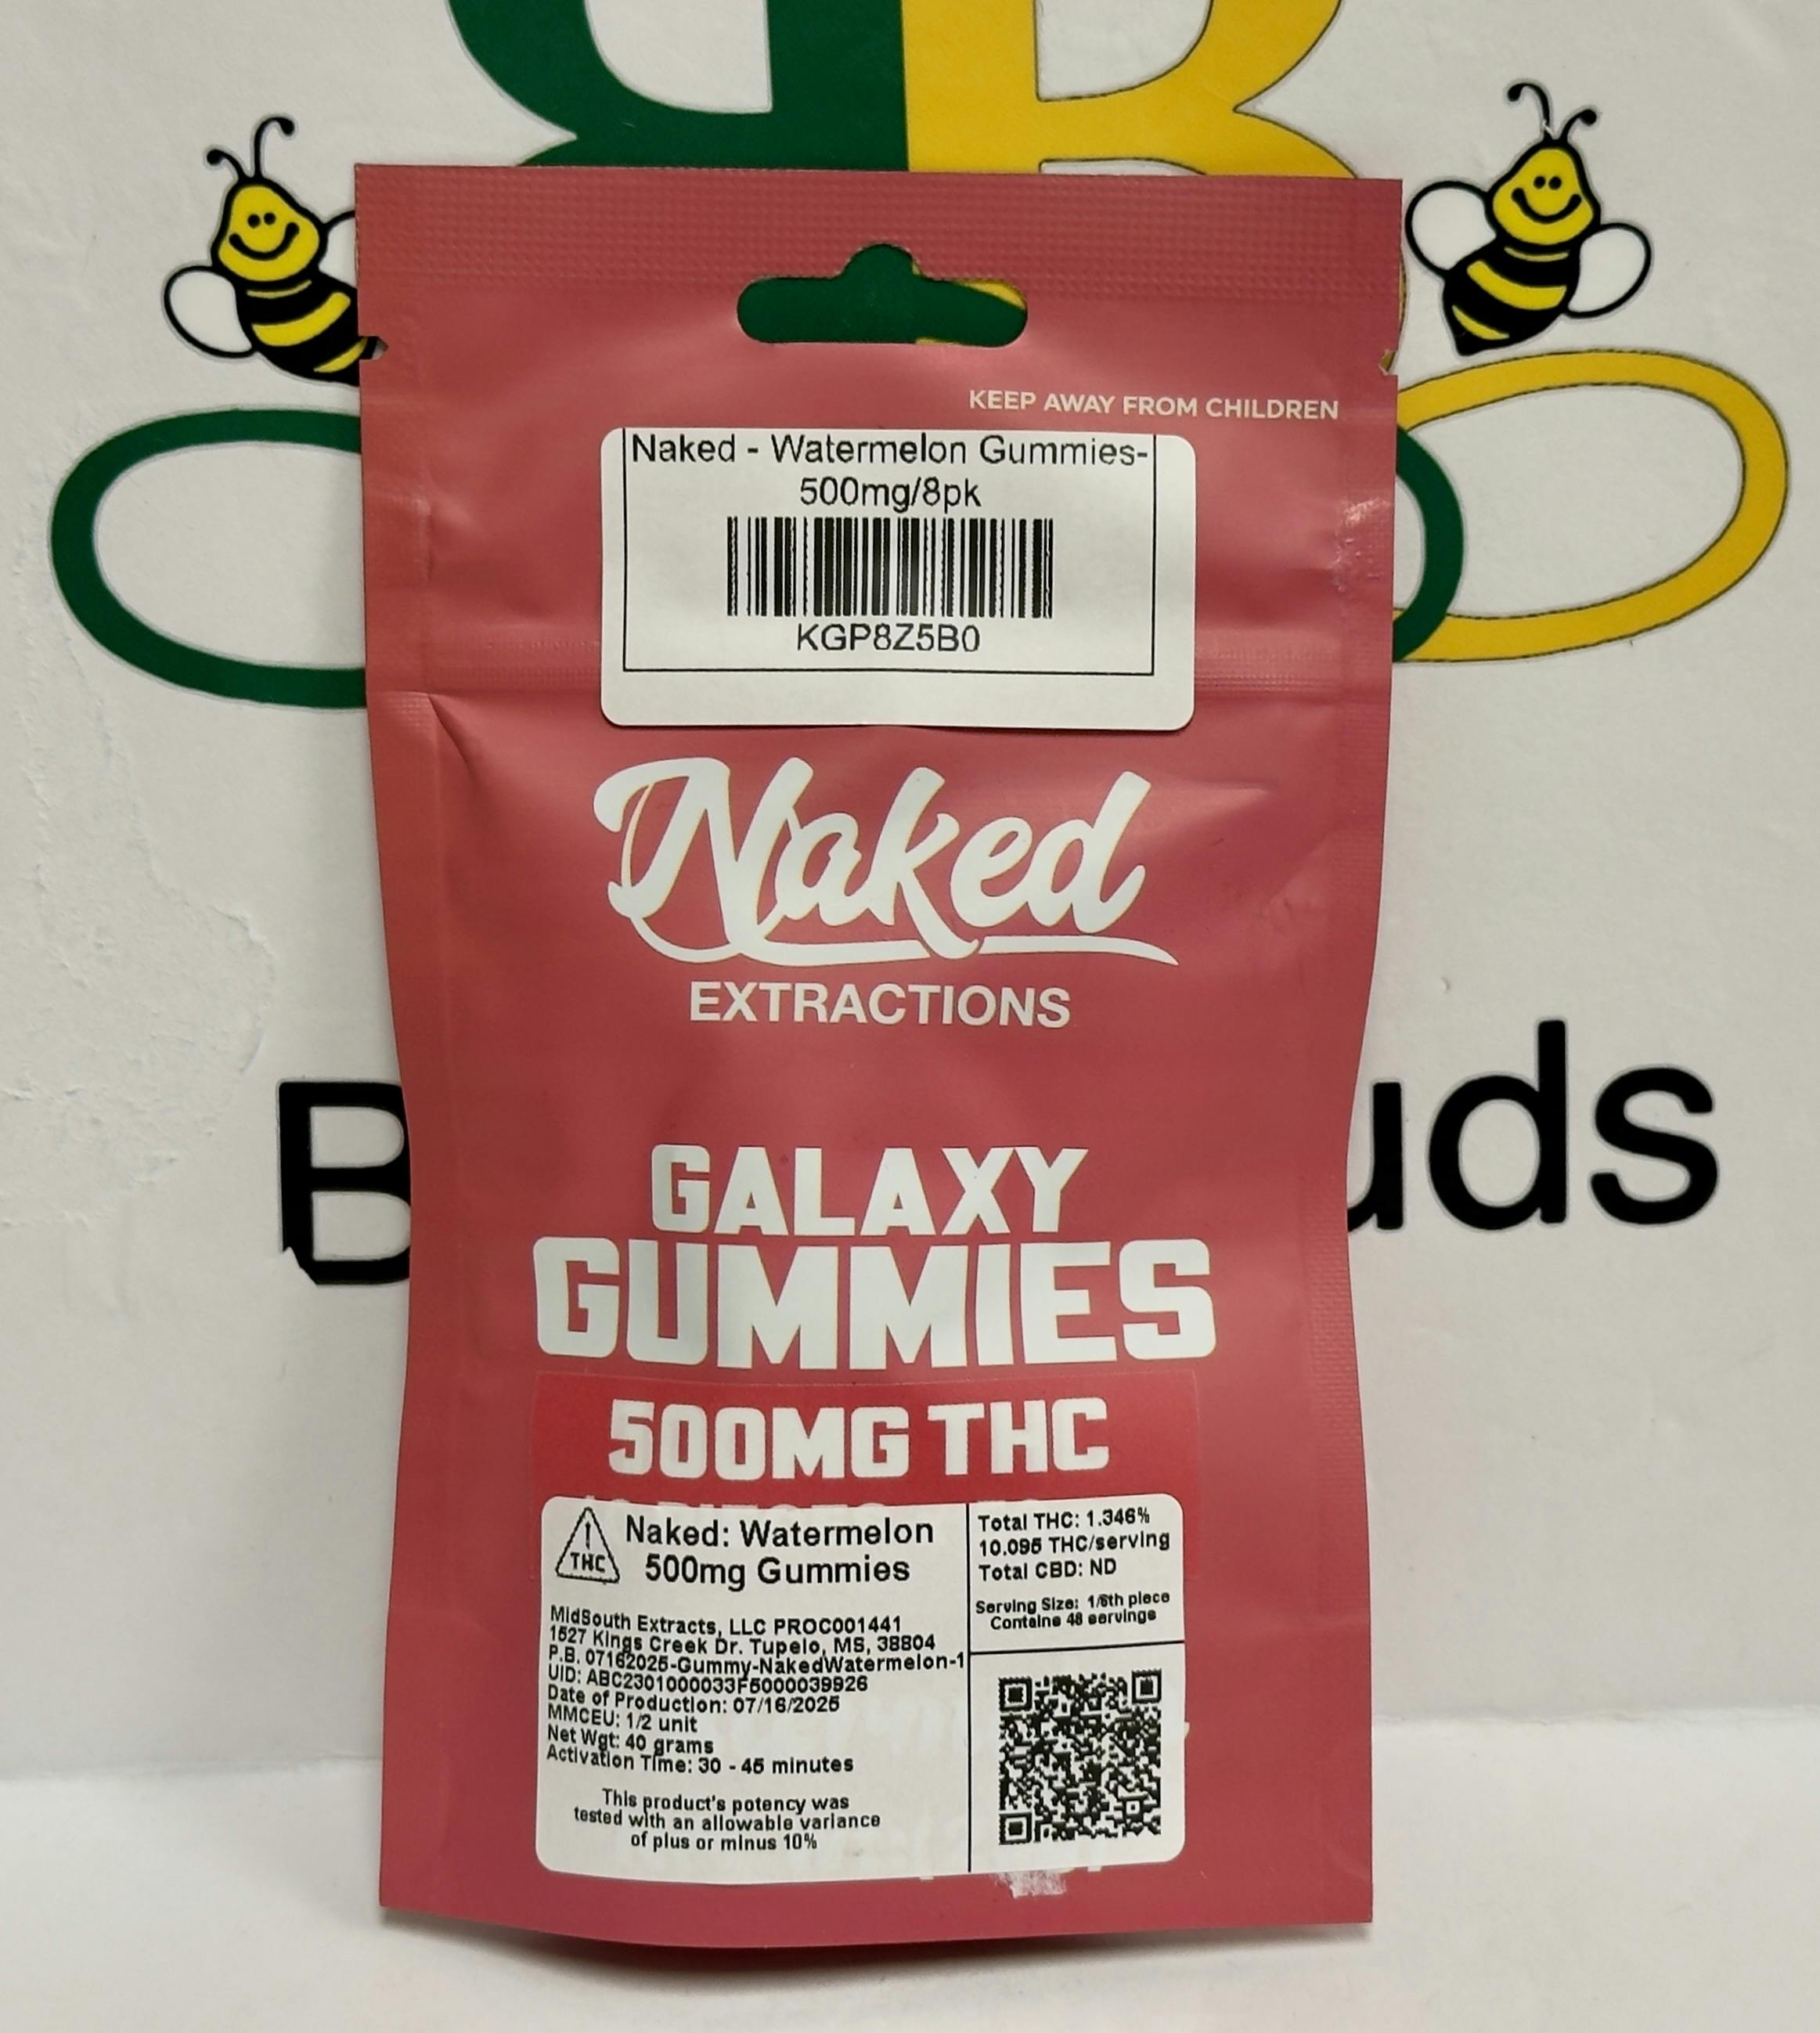 KEEP AWAY FROM CHILDREN
Naked - Watermelon Gummies-
500mg/8pk
KGP8Z5B0
Naked
EXTRACTIONS
uds
GALAXY
GUMMIES
500MG THC
THC
Naked: Watermelon
500mg Gummies
MidSouth Extracts, LLC PROC001441
1527 Kings Creek Dr. Tupelo, MS, 38804
P.B. 07162025-Gummy-NakedWatermelon-1
UID: ABC2301000033F5000039926
Date of Production: 07/16/2025
MMCEU: 1/2 unit
Net Wgt: 40 grams
Activation Time: 30 - 45 minutes
This product's potency was
tested with an allowable variance
of plus or minus 10%
Total THC: 1.346%
10.095 THC/serving
Total CBD: ND
Serving Size: 1/6th piece
Contains 48 servings